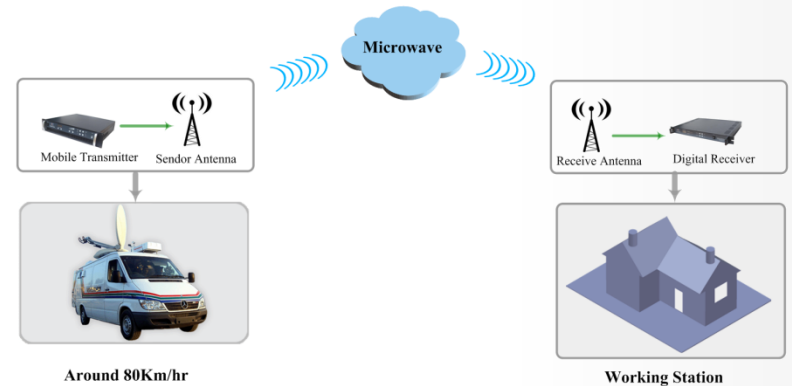 Microwave
Mobile Transmitter
Sendor Antenna
Receive Antenna
Digital Receiver
Around 80Km/hr
Working Station